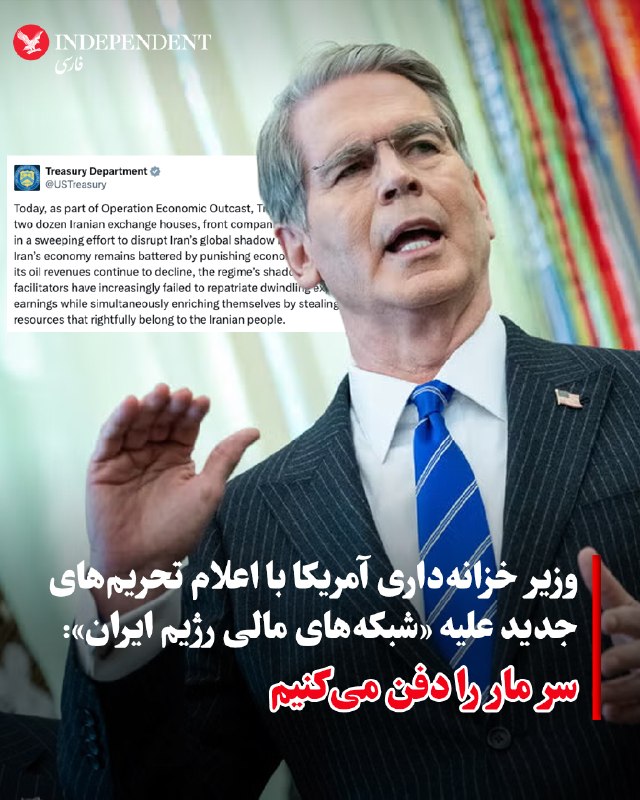 INDEPENDENT
فارسی
Treasury Department
@USTreasury
Today, as part of Operation Economic Outcast,
two dozen Iranian exchange houses, front
in a sweeping effort to disrupt Iran's global shadow
Iran's economy remains battered by punishing
its oil revenues continue to decline, the regime's
facilitators have increasingly failed to repatriate dwindling
earnings while simultaneously enriching themselves by stealing
resources that rightfully belong to the Iranian people.
وزیر خزانه‌داری آمریکا با اعلام تحریم‌های
جدید علیه «شبکه‌های مالی رژیم ایران»:
سر مار را دفن می‌کنیم